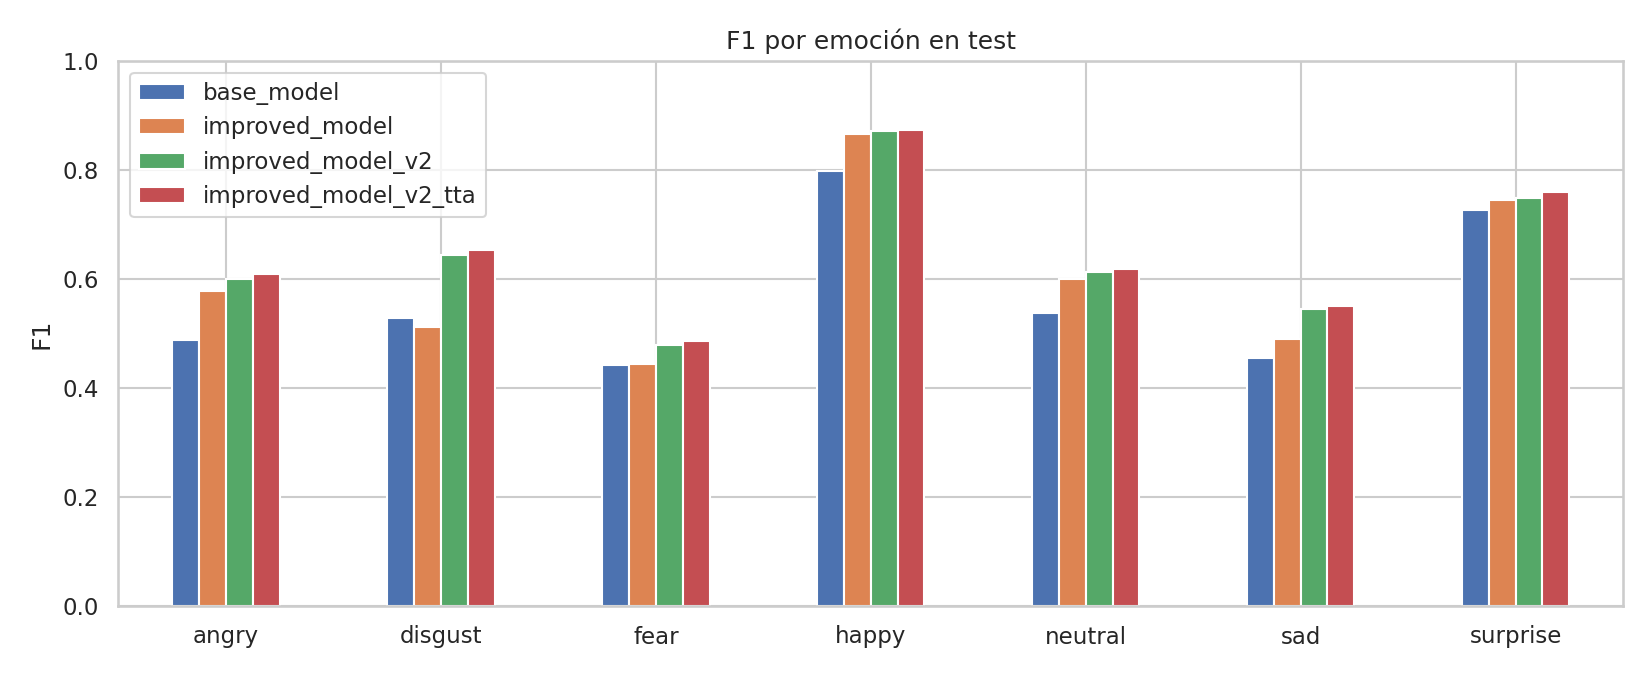 F1 por emoción en test
1.0
0.8
0.6
0.4
0.2
0.0
F1
base_model
improved_model
improved_model_v2
improved_model_v2_tta
angry disgust fear happy neutral sad surprise